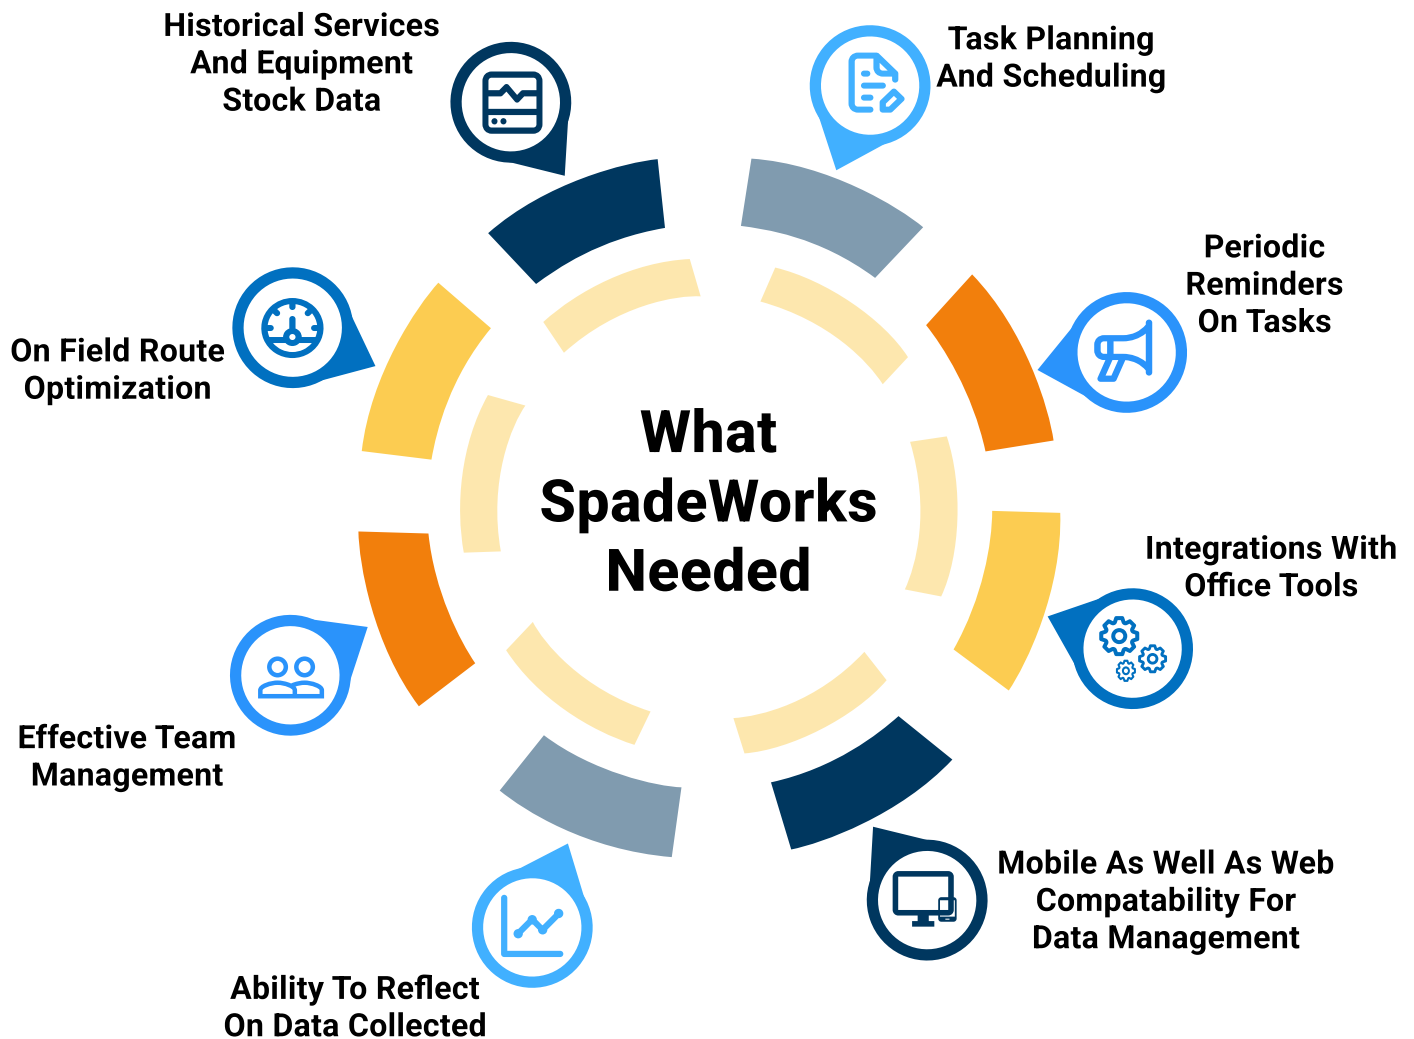 Historical Services
And Equipment
Stock Data
Task Planning
And Scheduling
Periodic
Reminders
On Tasks
On Field Route
Optimization
What
SpadeWorks
Needed
Integrations With
Office Tools
Effective Team
Management
Mobile As Well As Web
Compatability For
Data Management
Ability To Reflect
On Data Collected